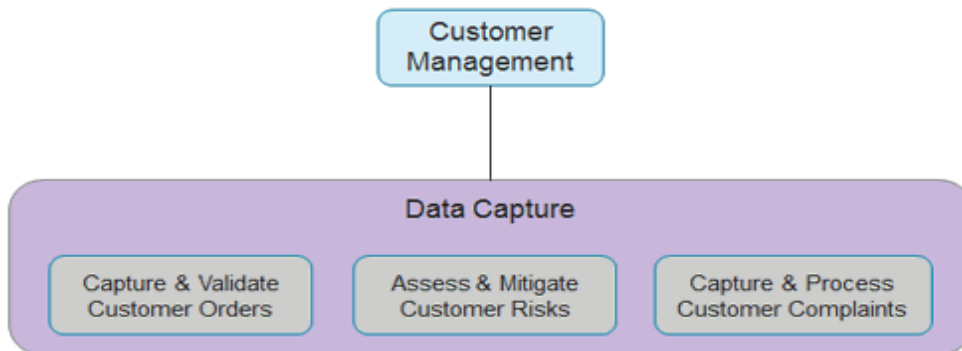 Customer
Management
Data Capture
Capture & Validate
Customer Orders
Assess & Mitigate
Customer Risks
Capture & Process
Customer Complaints